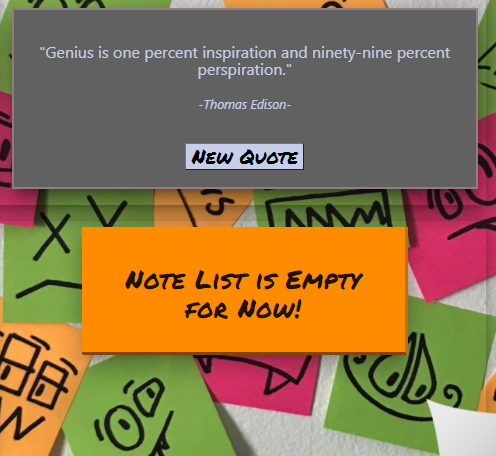 "Genius is one percent inspiration and ninety-nine percent
perspiration."
-Thomas Edison-
New Quote
Note List is Empty
for Now!